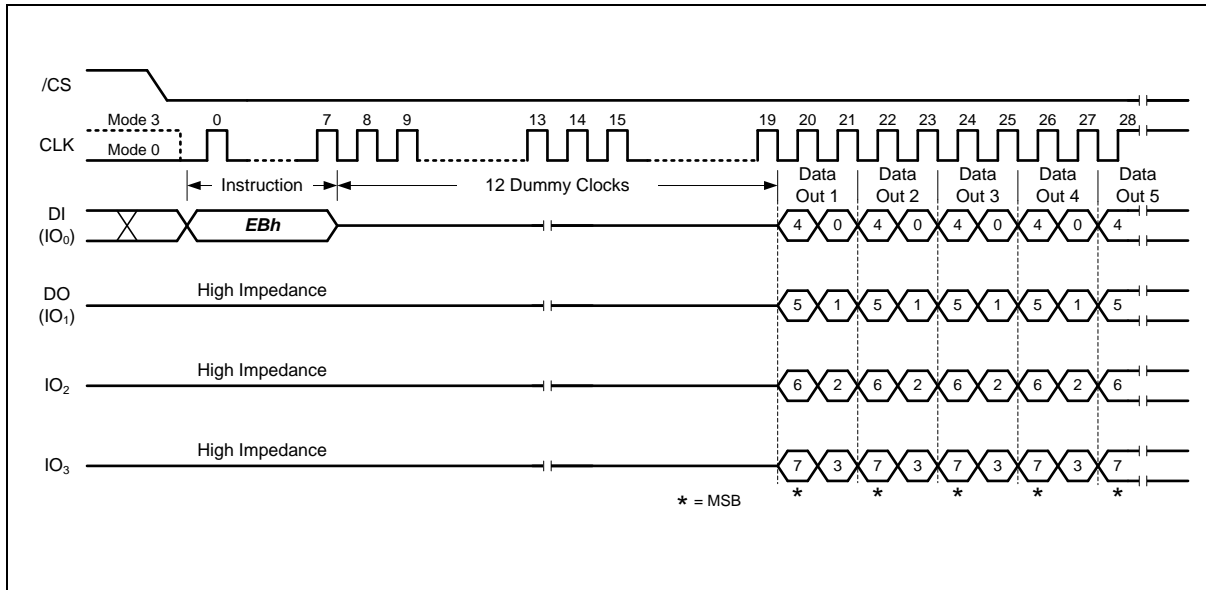 /CS
Mode 3
Mode 0
CLK
0 7 8 9 13 14 15 19 20 21 22 23 24 25 26 27 28
Instruction
12 Dummy Clocks
Data Out 1
Data Out 2
Data Out 3
Data Out 4
Data Out 5
DI
(IO₀)
EBh
4 0 4 0 4 0 4 0 4
DO
(IO₁)
High Impedance
5 1 5 1 5 1 5 1 5
IO₂
High Impedance
6 2 6 2 6 2 6 2 6
IO₃
High Impedance
7 3 7 3 7 3 7 3 7
* * * * *
* = MSB